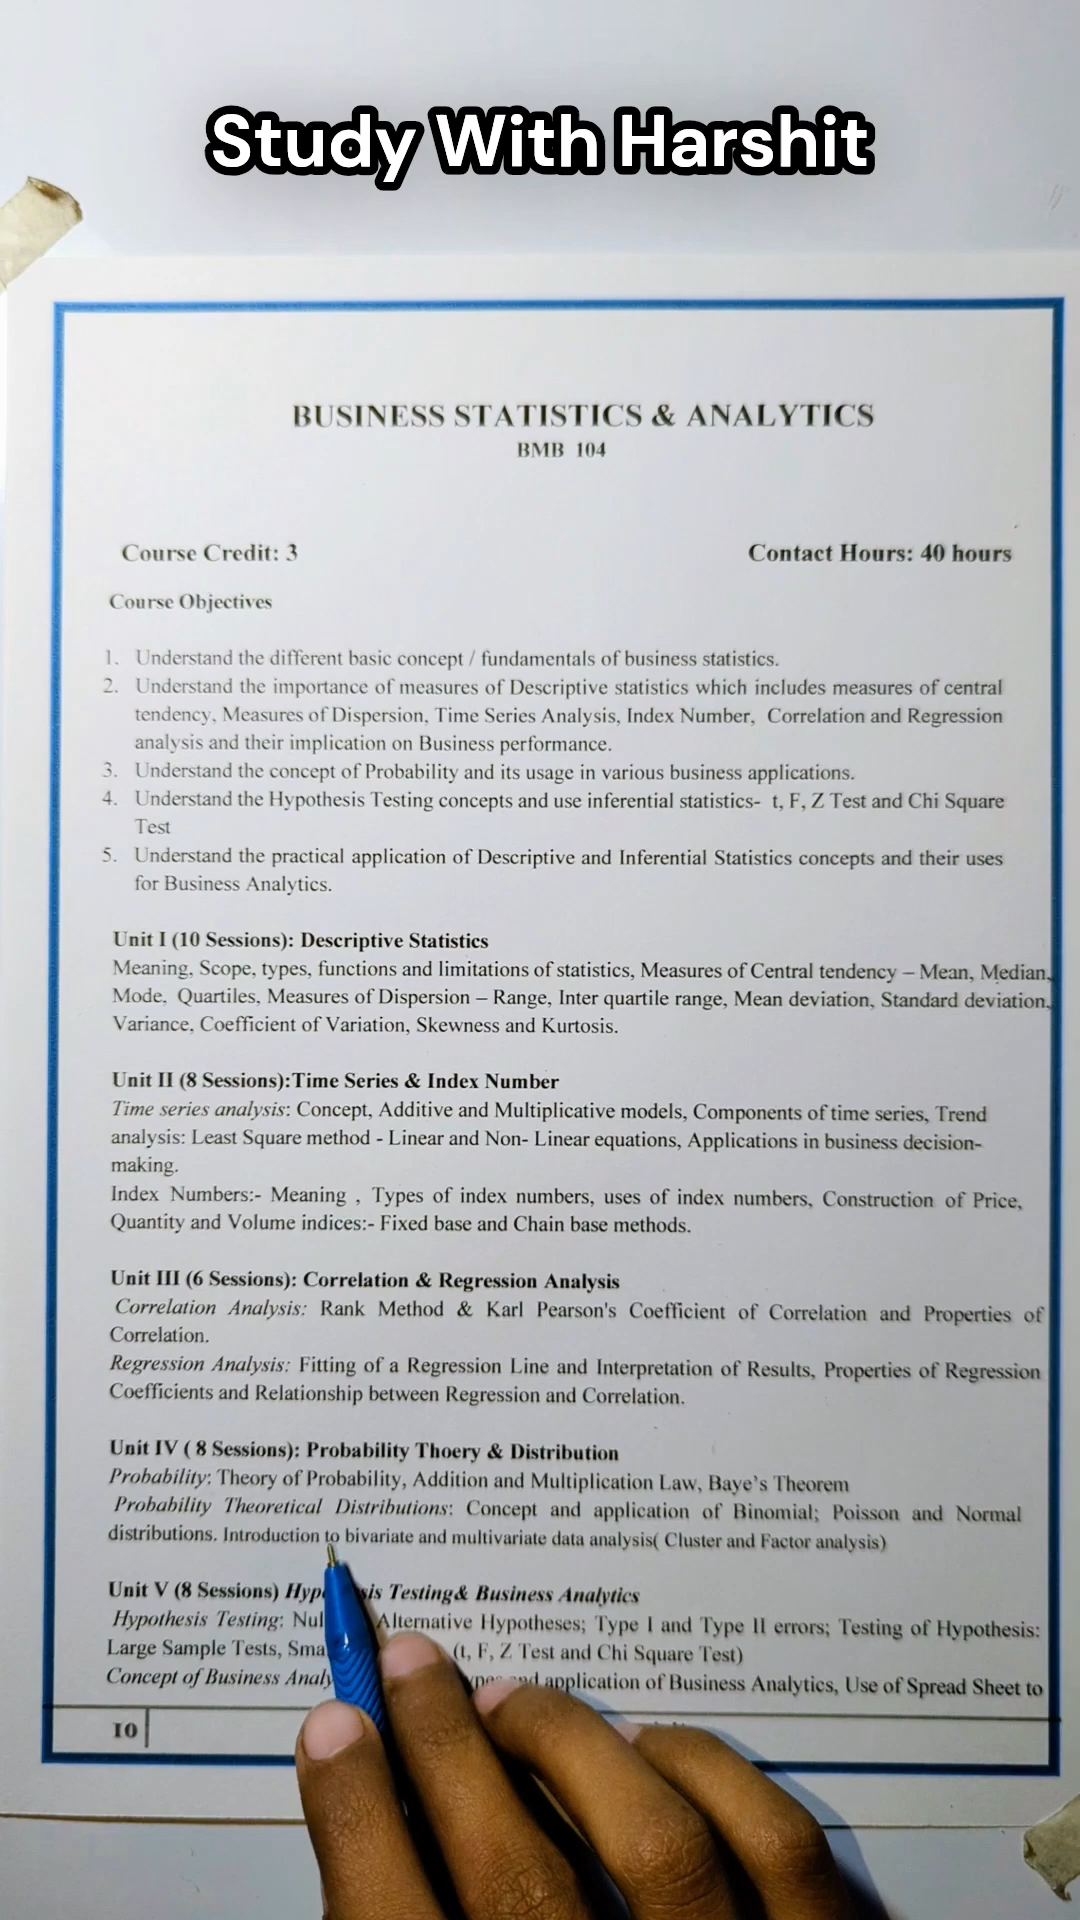 Study With Harshit
BUSINESS STATISTICS & ANALYTICS
BMB 104
Course Credit: 3 Contact Hours: 40 hours
Course Objectives
1. Understand the different basic concept / fundamentals of business statistics.
2. Understand the importance of measures of Descriptive statistics which includes measures of central
tendency, Measures of Dispersion, Time Series Analysis, Index Number, Correlation and Regression
analysis and their implication on Business performance.
3. Understand the concept of Probability and its usage in various business applications.
4. Understand the Hypothesis Testing concepts and use inferential statistics- t, F, Z Test and Chi Square
Test
5. Understand the practical application of Descriptive and Inferential Statistics concepts and their uses
for Business Analytics.
Unit I (10 Sessions): Descriptive Statistics
Meaning, Scope, types, functions and limitations of statistics, Measures of Central tendency – Mean, Median,
Mode, Quartiles, Measures of Dispersion – Range, Inter quartile range, Mean deviation, Standard deviation,
Variance, Coefficient of Variation, Skewness and Kurtosis.
Unit II (8 Sessions):Time Series & Index Number
Time series analysis: Concept, Additive and Multiplicative models, Components of time series, Trend
analysis: Least Square method - Linear and Non- Linear equations, Applications in business decision-
making.
Index Numbers:- Meaning , Types of index numbers, uses of index numbers, Construction of Price,
Quantity and Volume indices:- Fixed base and Chain base methods.
Unit III (6 Sessions): Correlation & Regression Analysis
Correlation Analysis: Rank Method & Karl Pearson's Coefficient of Correlation and Properties of
Correlation.
Regression Analysis: Fitting of a Regression Line and Interpretation of Results, Properties of Regression
Coefficients and Relationship between Regression and Correlation.
Unit IV ( 8 Sessions): Probability Thoery & Distribution
Probability: Theory of Probability, Addition and Multiplication Law, Baye's Theorem
Probability Theoretical Distributions: Concept and application of Binomial; Poisson and Normal
distributions. Introduction to bivariate and multivariate data analysis( Cluster and Factor analysis)
Unit V (8 Sessions) Testing& Business Analytics
Hypothesis Testing: Alternative Hypotheses; Type I and Type II errors; Testing of Hypothesis:
Large Sample Tests, (t, F, Z Test and Chi Square Test)
Concept of Business and application of Business Analytics, Use of Spread Sheet to
10